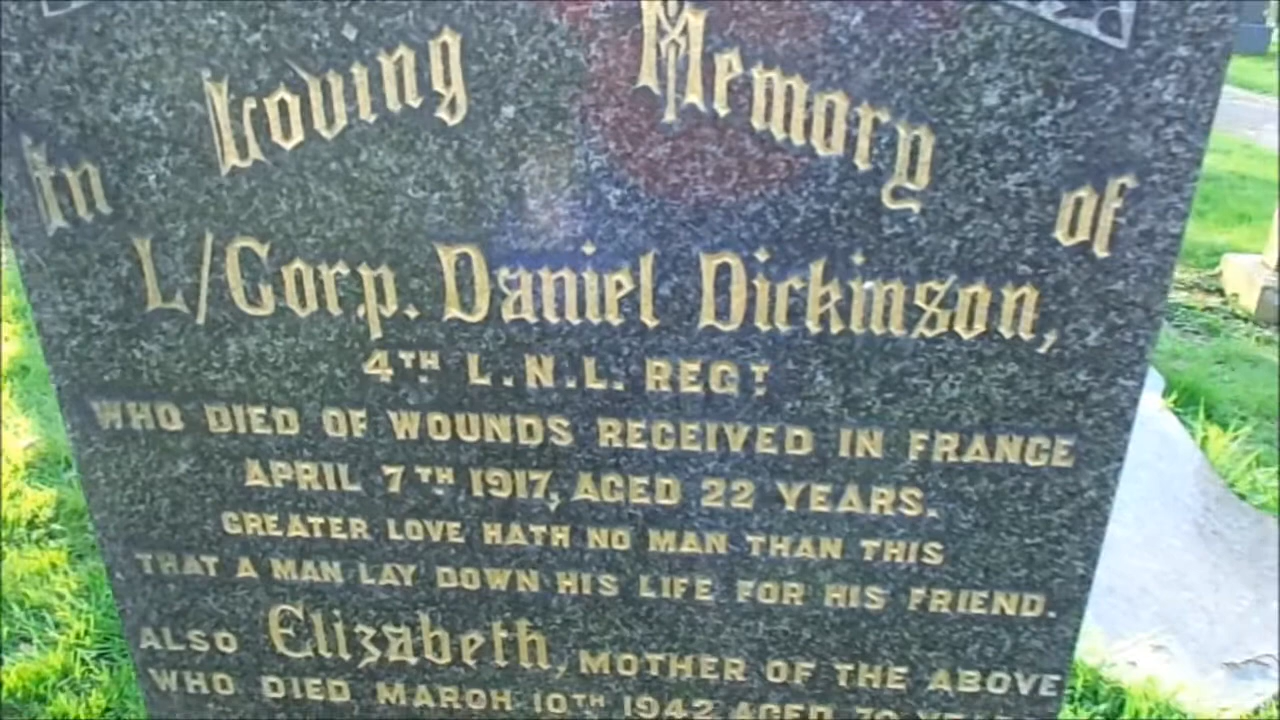 In Loving Memory of
L/Corp. Daniel Dickinson,
4TH L.N.L. REGT
WHO DIED OF WOUNDS RECEIVED IN FRANCE
APRIL 7TH 1917, AGED 22 YEARS.
GREATER LOVE HATH NO MAN THAN THIS
THAT A MAN LAY DOWN HIS LIFE FOR HIS FRIEND.
ALSO Elizabeth, MOTHER OF THE ABOVE
WHO DIED MARCH 10TH 1942 AGED